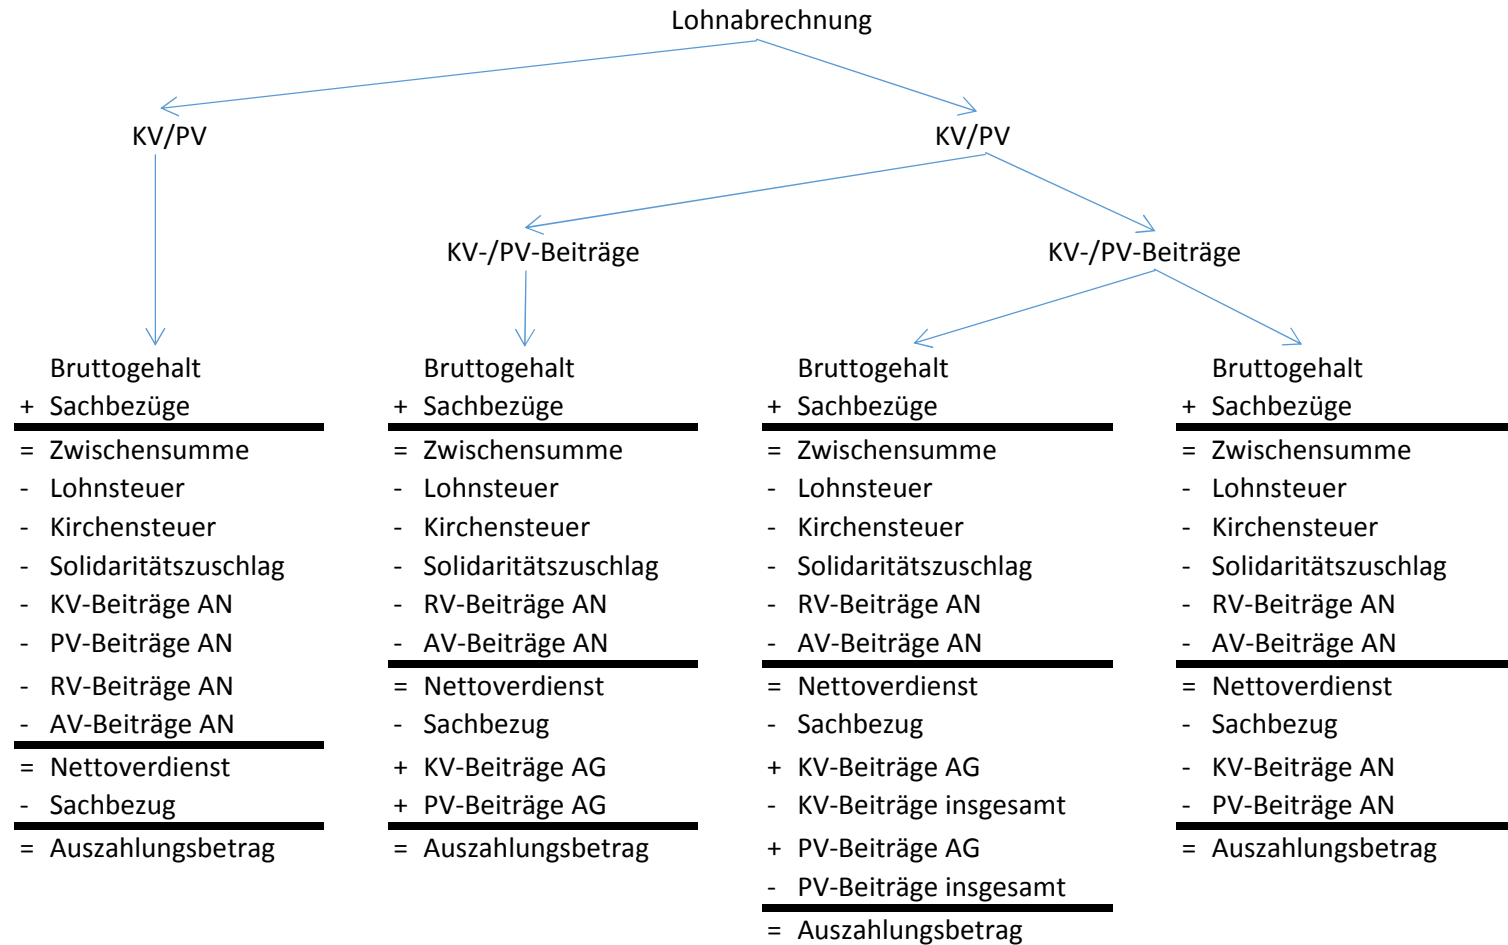 Lohnabrechnung
KV/PV
KV/PV
KV-/PV-Beiträge
KV-/PV-Beiträge
Bruttogehalt
+ Sachbezüge
= Zwischensumme
- Lohnsteuer
- Kirchensteuer
- Solidaritätszuschlag
- KV-Beiträge AN
- PV-Beiträge AN
- RV-Beiträge AN
- AV-Beiträge AN
= Nettoverdienst
- Sachbezug
= Auszahlungsbetrag
Bruttogehalt
+ Sachbezüge
= Zwischensumme
- Lohnsteuer
- Kirchensteuer
- Solidaritätszuschlag
- RV-Beiträge AN
- AV-Beiträge AN
= Nettoverdienst
- Sachbezug
+ KV-Beiträge AG
+ PV-Beiträge AG
= Auszahlungsbetrag
Bruttogehalt
+ Sachbezüge
= Zwischensumme
- Lohnsteuer
- Kirchensteuer
- Solidaritätszuschlag
- RV-Beiträge AN
- AV-Beiträge AN
= Nettoverdienst
- Sachbezug
+ KV-Beiträge AG
- KV-Beiträge insgesamt
+ PV-Beiträge AG
- PV-Beiträge insgesamt
= Auszahlungsbetrag
Bruttogehalt
+ Sachbezüge
= Zwischensumme
- Lohnsteuer
- Kirchensteuer
- Solidaritätszuschlag
- RV-Beiträge AN
- AV-Beiträge AN
= Nettoverdienst
- Sachbezug
- KV-Beiträge AN
- PV-Beiträge AN
= Auszahlungsbetrag